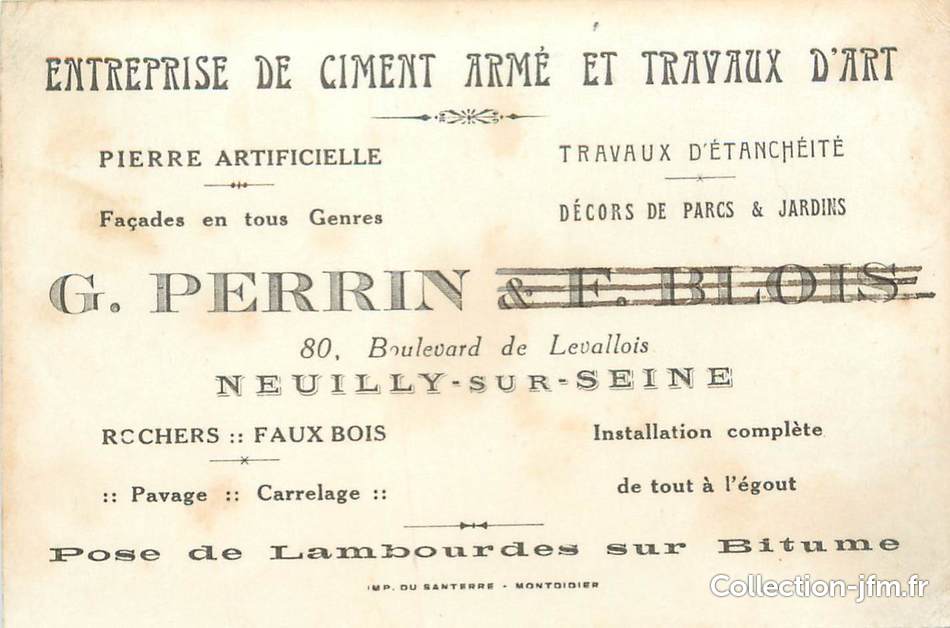 ENTREPRISE DE CIMENT ARMÉ ET TRAVAUX D'ART
PIERRE ARTIFICIELLE
Façades en tous Genres
TRAVAUX D'ÉTANCHÉITÉ
DÉCORS DE PARCS & JARDINS
G. PERRIN & F. BLOIS
80, Boulevard de Levallois
NEUILLY-SUR-SEINE
ROCHERS :: FAUX BOIS
:: Pavage :: Carrelage ::
Installation complète
de tout à l'égout
Pose de Lambourdes sur Bitume
IMP. DU SANTERRE - MONTDIDIER
Collection-jfm.fr